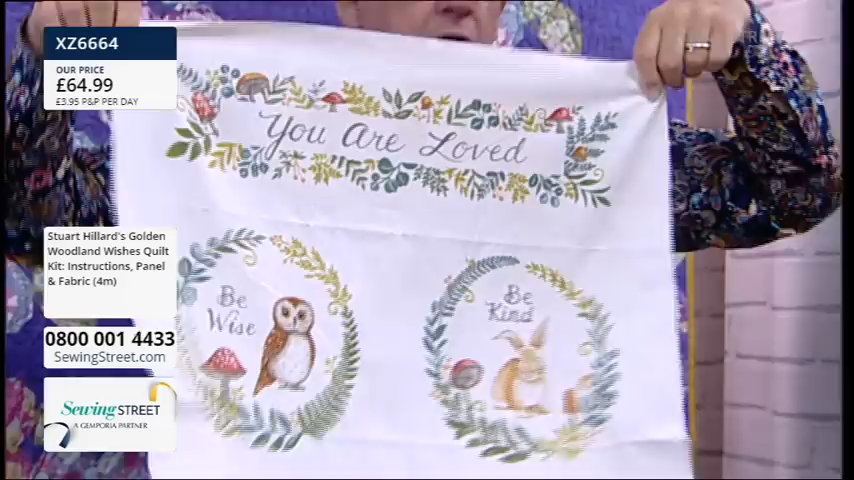 XZ6664
OUR PRICE
£64.99
£3.95 P&P PER DAY
You Are Loved
Stuart Hillard's Golden
Woodland Wishes Quilt
Kit: Instructions, Panel
& Fabric (4m)
Be
Wise
Be
Kind
0800 001 4433
SewingStreet.com
Sewing STREET
A GEMPORIA PARTNER